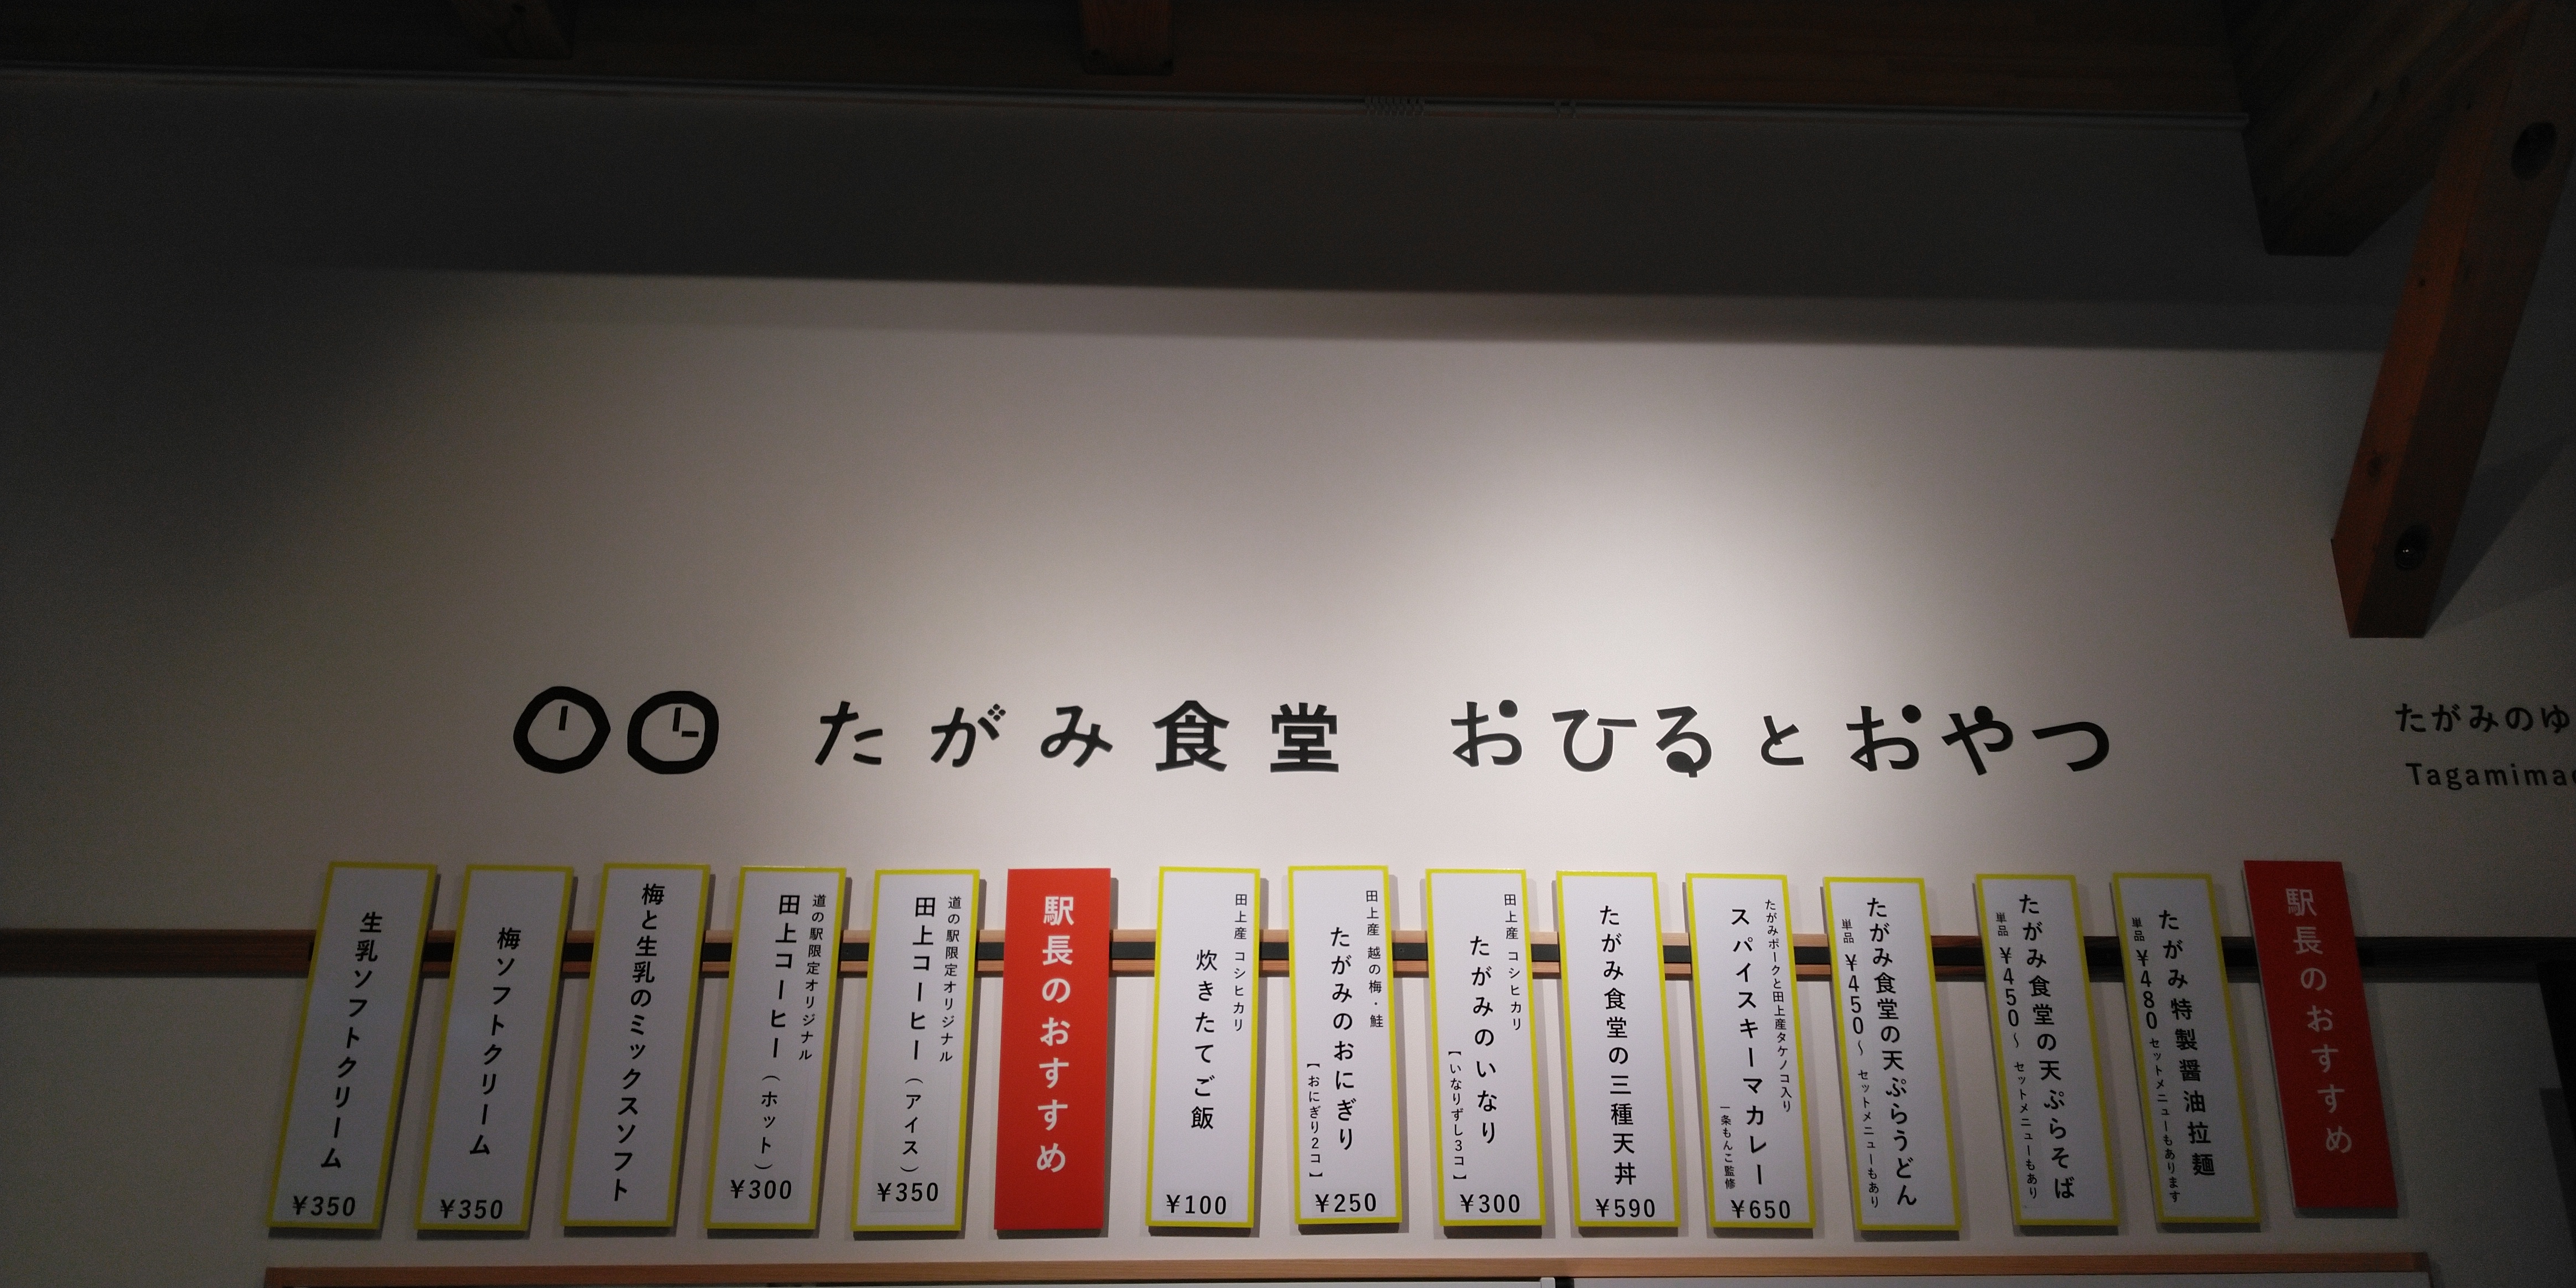 たがみ食堂 おひるとおやつ
たがみのゆ
Tagamima
駅長のおすすめ
たがみ特製醤油拉麺
単品 ¥480 セットメニューもあります
たがみ食堂の天ぷらそば
単品 ¥450〜 セットメニューもあり
たがみ食堂の天ぷらうどん
単品 ¥450〜 セットメニューもあり
たがみポークと田上産タケノコ入り
スパイスキーマカレー
一条もんこ監修
¥650
たがみ食堂の三種天丼
¥590
田上産 コシヒカリ
たがみのいなり
【いなりずし3コ】
¥300
田上産 越の梅・鮭
たがみのおにぎり
【おにぎり2コ】
¥250
田上産 コシヒカリ
炊きたてご飯
¥100
駅長のおすすめ
道の駅限定オリジナル
田上コーヒー（アイス）
¥350
道の駅限定オリジナル
田上コーヒー（ホット）
¥300
梅と生乳のミックスソフト
梅ソフトクリーム
¥350
生乳ソフトクリーム
¥350